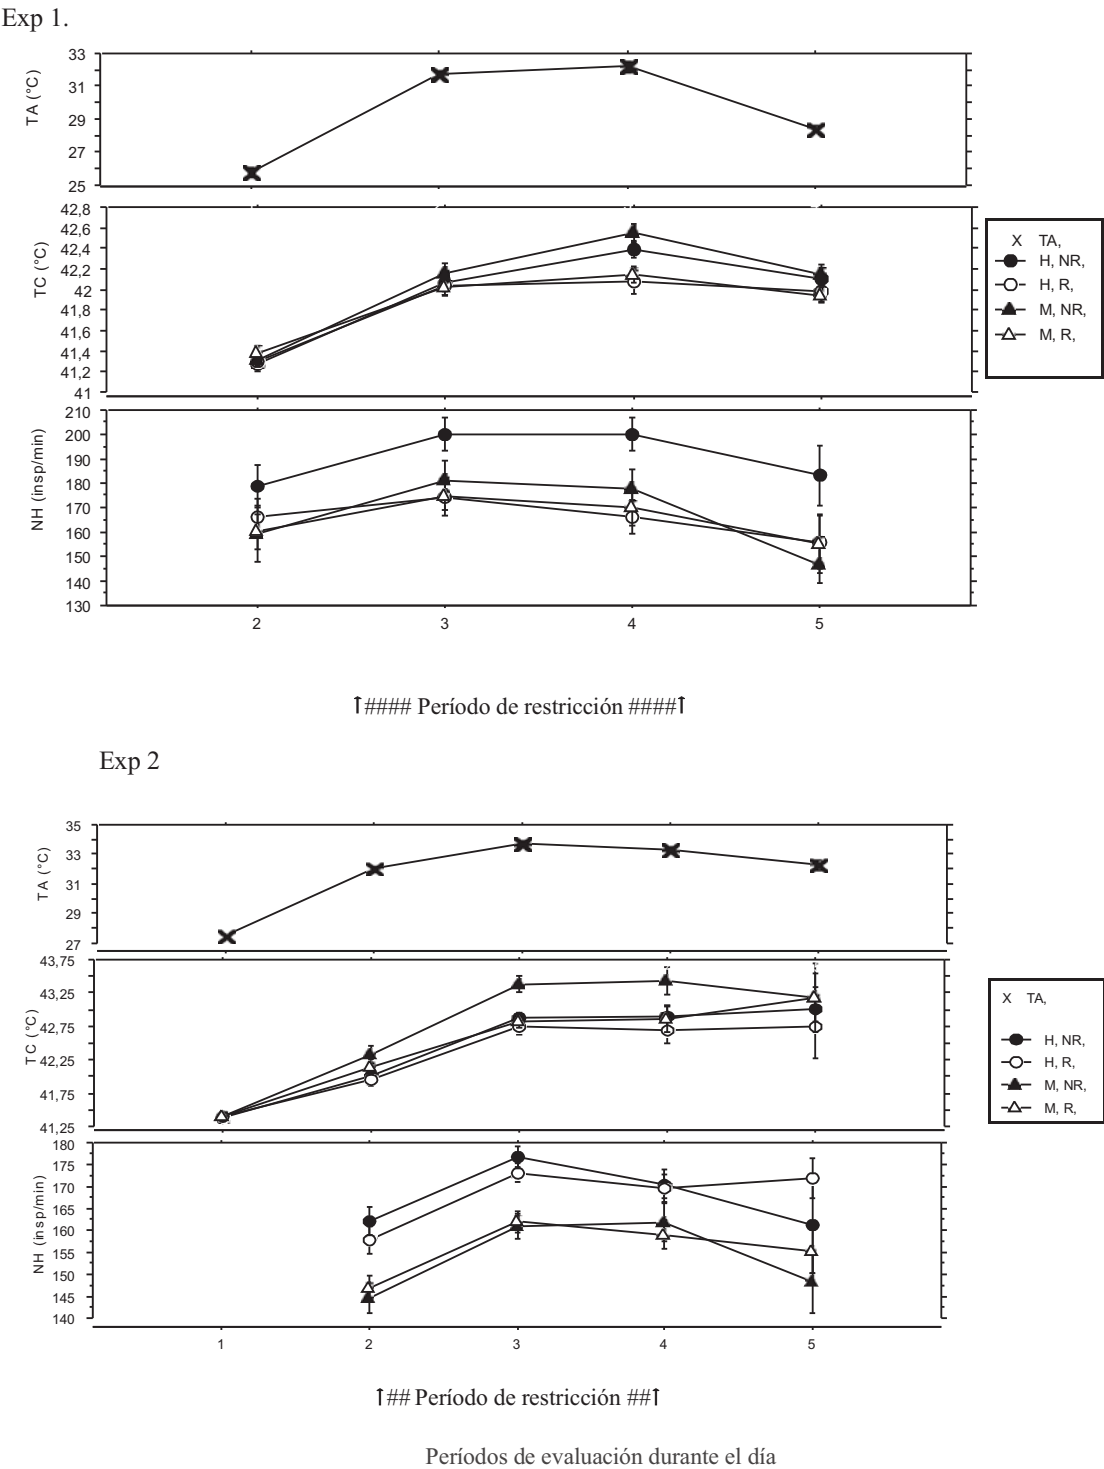 Exp 1.
TA (°C)
33
31
29
27
25
TC (°C)
42,8
42,6
42,4
42,2
42
41,8
41,6
41,4
41,2
41
X TA,
H, NR,
H, R,
M, NR,
M, R,
NH (insp/min)
210
200
190
180
170
160
150
140
130
2 3 4 5
↑#### Período de restricción ####↑
Exp 2
TA (°C)
35
33
31
29
27
TC (°C)
43,75
43,25
42,75
42,25
41,75
41,25
X TA,
H, NR,
H, R,
M, NR,
M, R,
NH (insp/min)
180
175
170
165
160
155
150
145
140
1 2 3 4 5
↑## Período de restricción ##↑
Períodos de evaluación durante el día